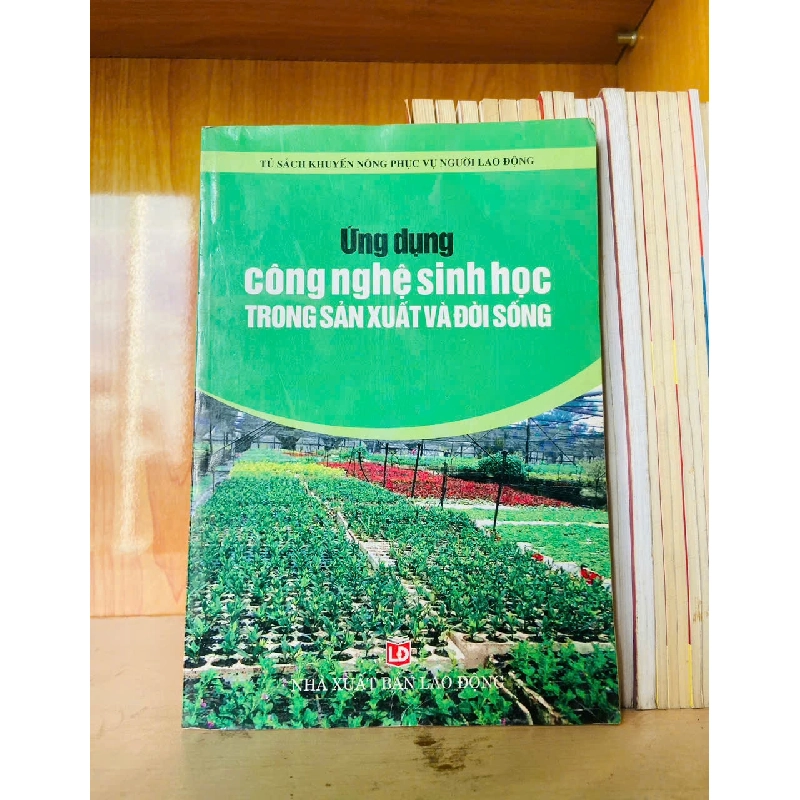 TỦ SÁCH KHUYẾN NÔNG PHỤC VỤ NGƯỜI LAO ĐỘNG
Ứng dụng
công nghệ sinh học
TRONG SẢN XUẤT VÀ ĐỜI SỐNG
LĐ
NHÀ XUẤT BẢN LAO ĐỘNG